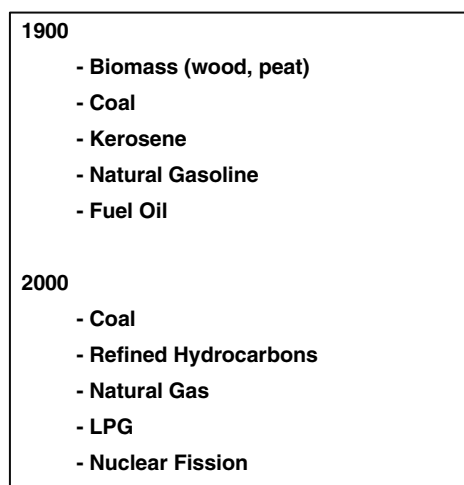 1900
- Biomass (wood, peat)
- Coal
- Kerosene
- Natural Gasoline
- Fuel Oil
2000
- Coal
- Refined Hydrocarbons
- Natural Gas
- LPG
- Nuclear Fission